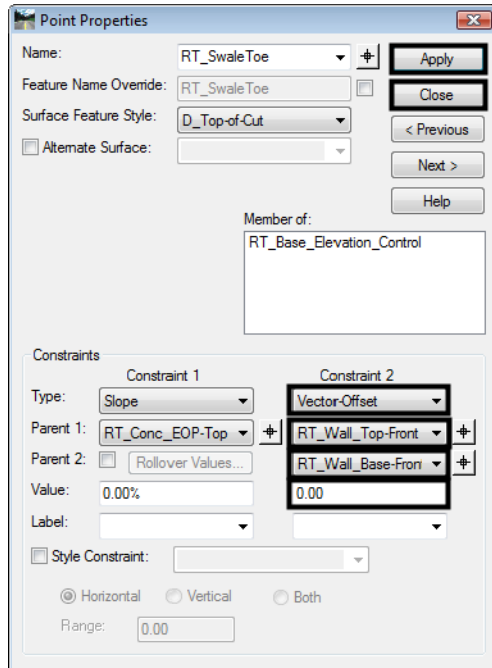 Point Properties
Name: RT_SwaleToe Apply
Feature Name Override: RT_SwaleToe Close
Surface Feature Style: D_Top-of-Cut < Previous
Alternate Surface: Next >
Help
Member of:
RT_Base_Elevation_Control
Constraints
Constraint 1 Constraint 2
Type: Slope Vector-Offset
Parent 1: RT_Conc_EOP-Top RT_Wall_Top-Front
Parent 2: Rollover Values... RT_Wall_Base-Fron
Value: 0.00% 0.00
Label:
Style Constraint:
Horizontal Vertical Both
Range: 0.00